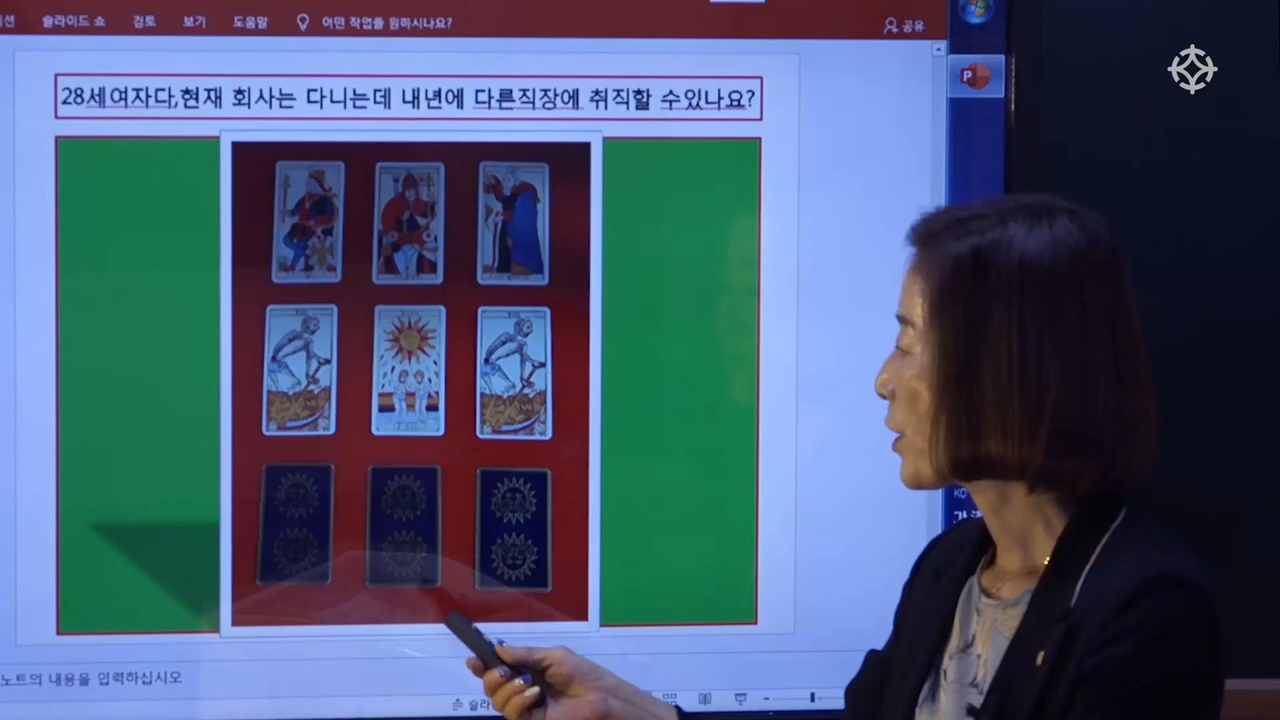 슬라이드 쇼 검토 보기 도움말 어떤 작업을 원하시나요? 공유
28세여자다,현재 회사는 다니는데 내년에 다른직장에 취직할 수있나요?
P
KO
노트의 내용을 입력하십시오